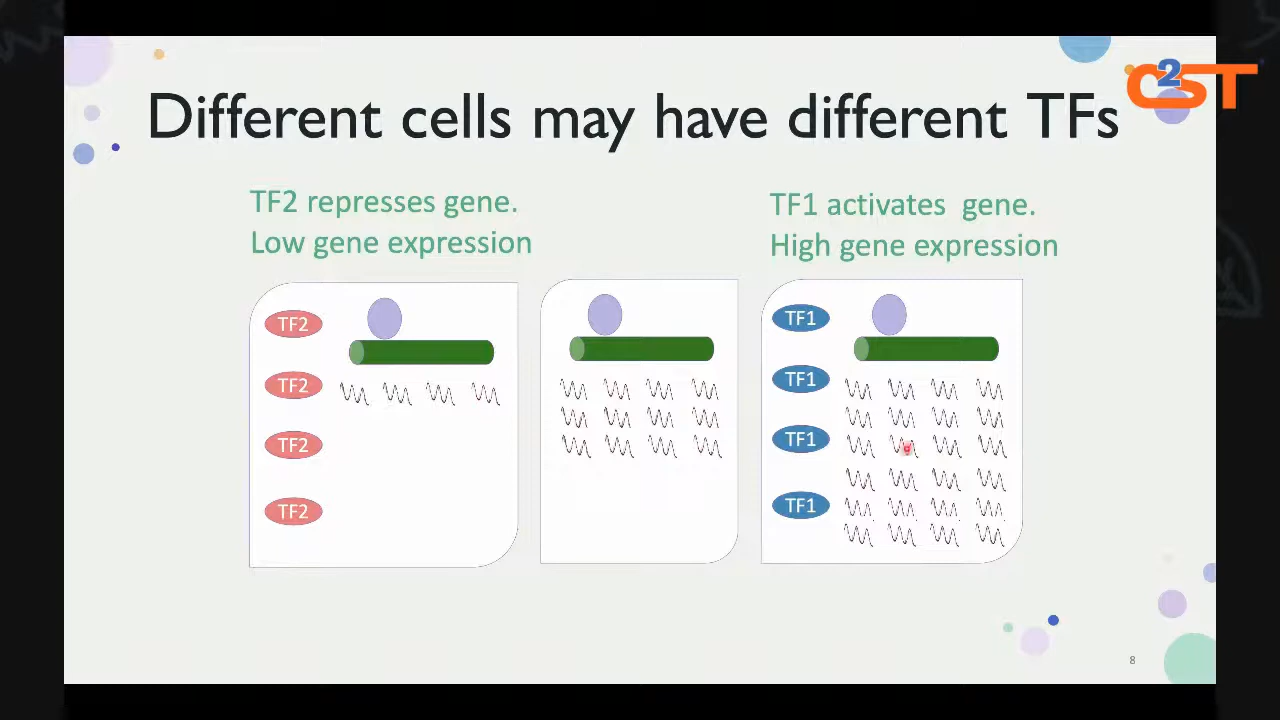 C2ST
Different cells may have different TFs
TF2 represses gene.
Low gene expression
TF1 activates  gene.
High gene expression
TF2
TF2
TF2
TF2
TF1
TF1
TF1
TF1
8